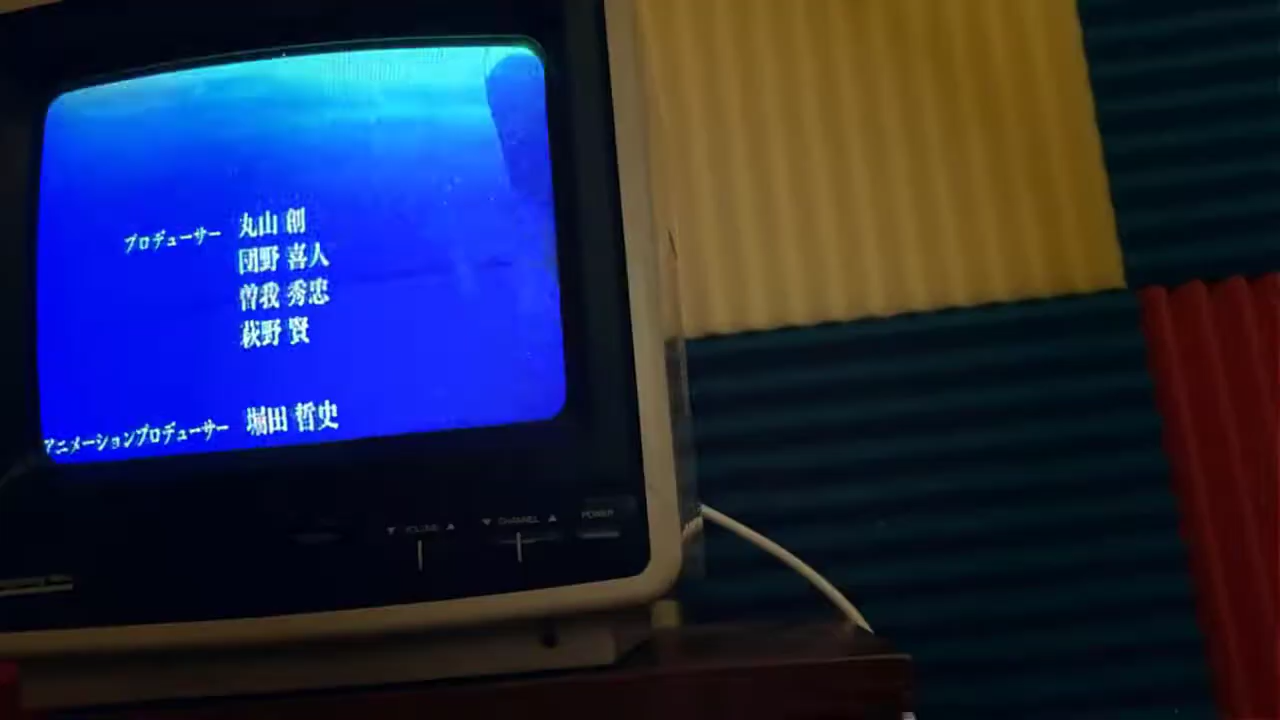 プロデューサー 丸山 創
団野 喜人
曽我 秀忠
萩野 賢
アニメーションプロデューサー 堀田 哲史
▼ VOLUME ▲ ▼ CHANNEL ▲ POWER